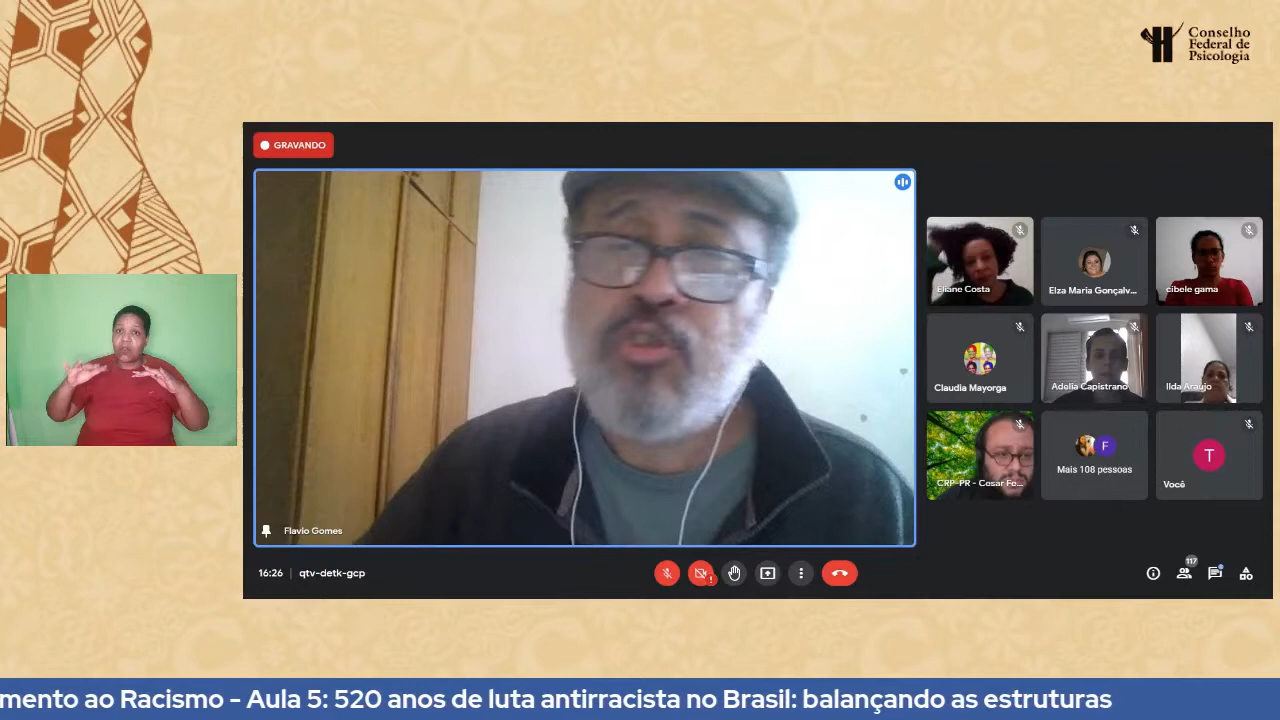 Conselho
Federal de
Psicologia
GRAVANDO
Eliane Costa
Elza Maria Gonçalv...
cibele gama
Claudia Mayorga
Adelia Capistrano
Ilda Araujo
CRP-PR - Cesar Fe...
F
Mais 108 pessoas
T
Você
Flavio Gomes
16:26 | qtv-detk-gcp
117
mento ao Racismo - Aula 5: 520 anos de luta antirracista no Brasil: balançando as estruturas